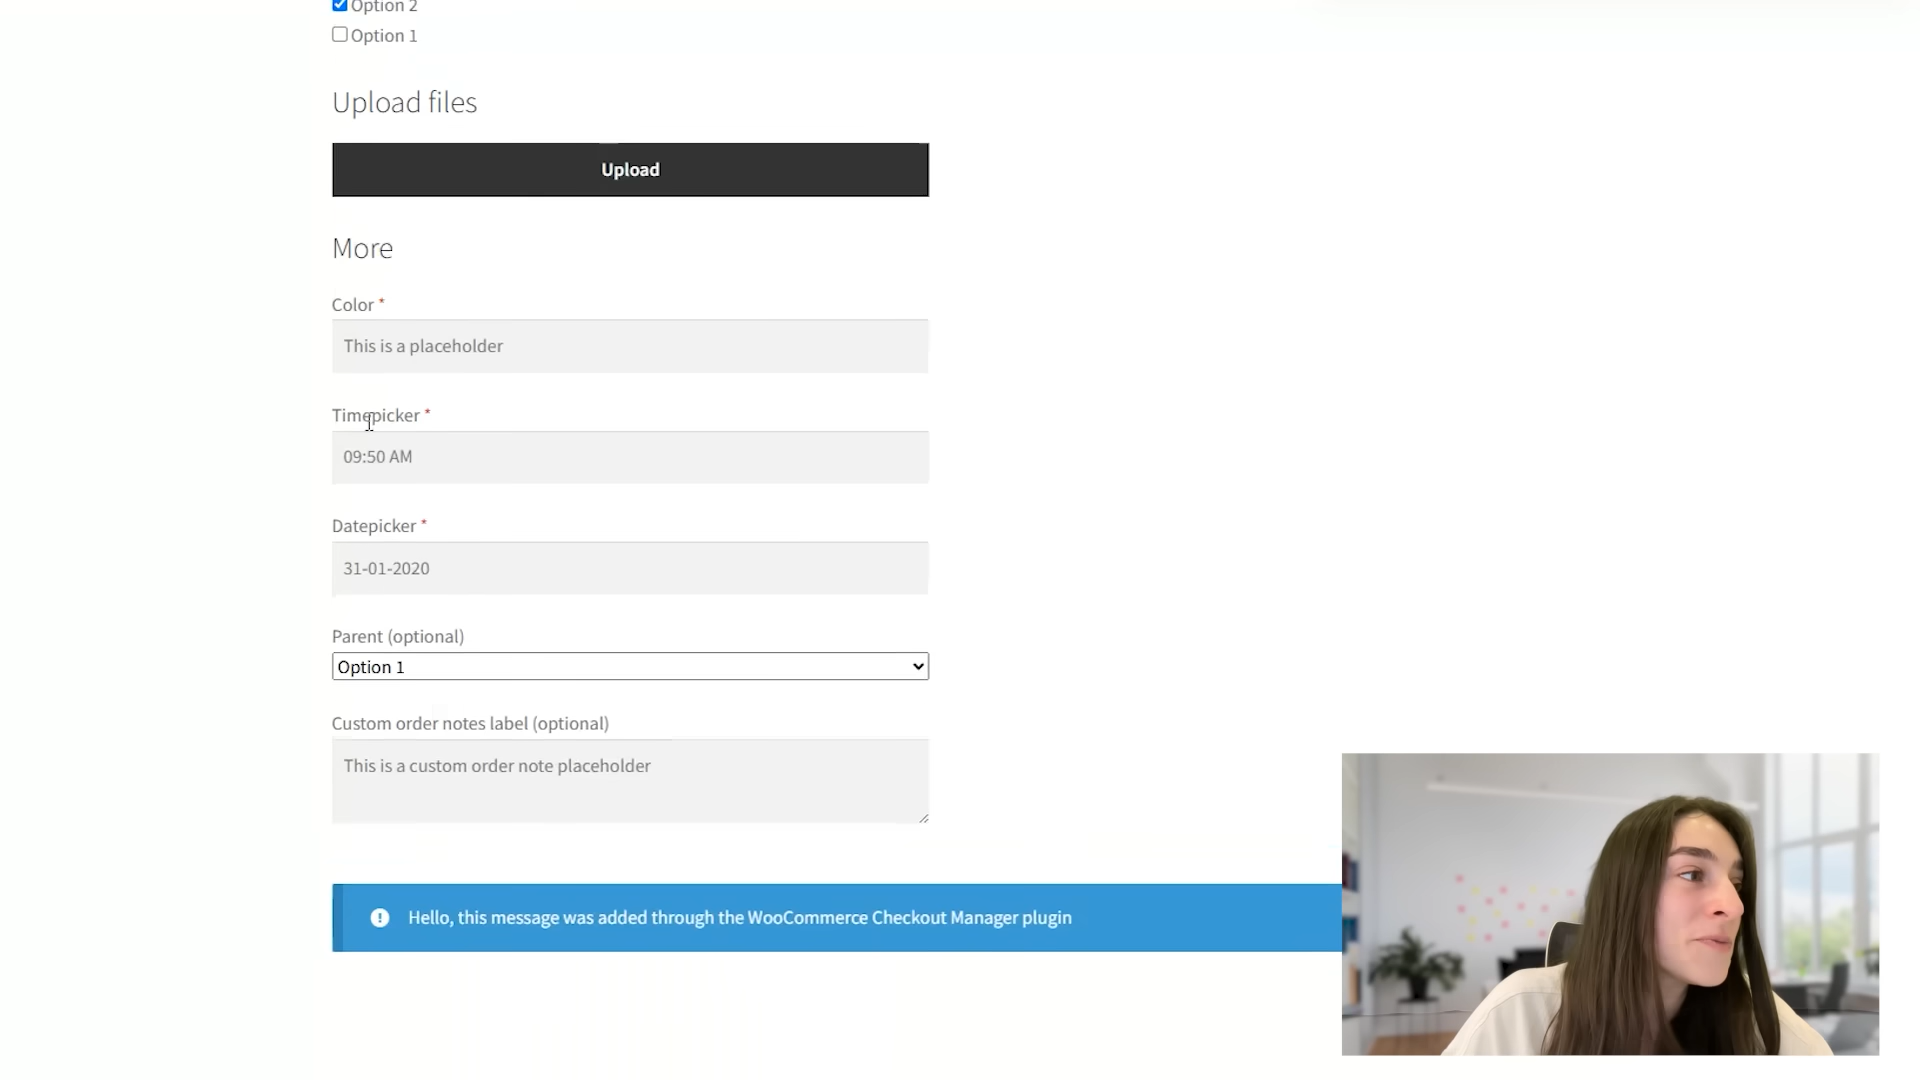 Option 2
Option 1
Upload files
Upload
More
Color *
This is a placeholder
Timepicker *
09:50 AM
Datepicker *
31-01-2020
Parent (optional)
Option 1
Custom order notes label (optional)
This is a custom order note placeholder
Hello, this message was added through the WooCommerce Checkout Manager plugin